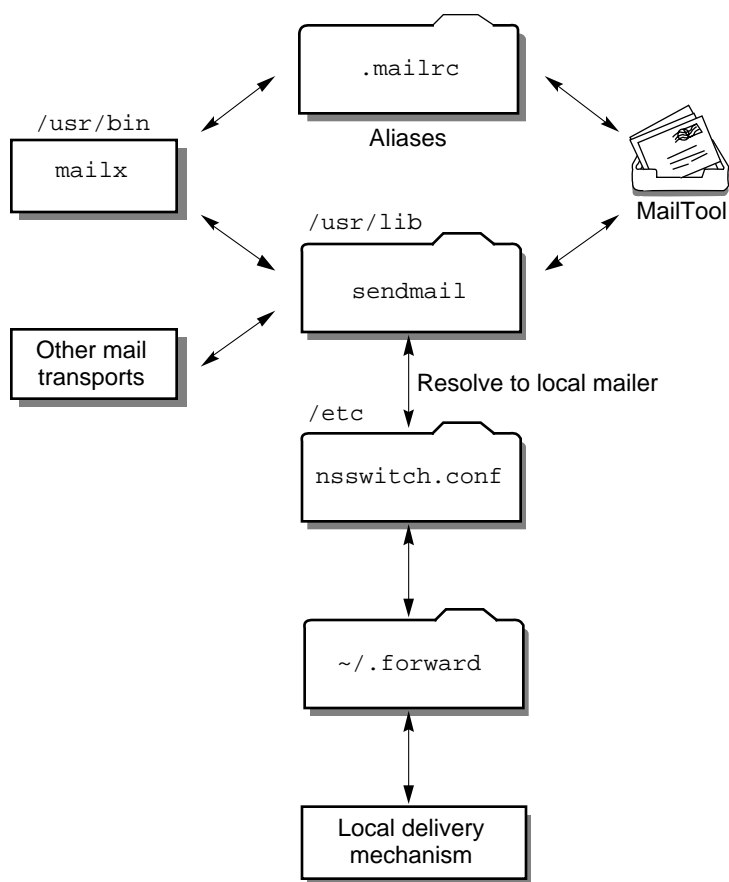 .mailrc
Aliases
/usr/bin
mailx
MailTool
/usr/lib
sendmail
Other mail
transports
Resolve to local mailer
/etc
nsswitch.conf
~/.forward
Local delivery
mechanism